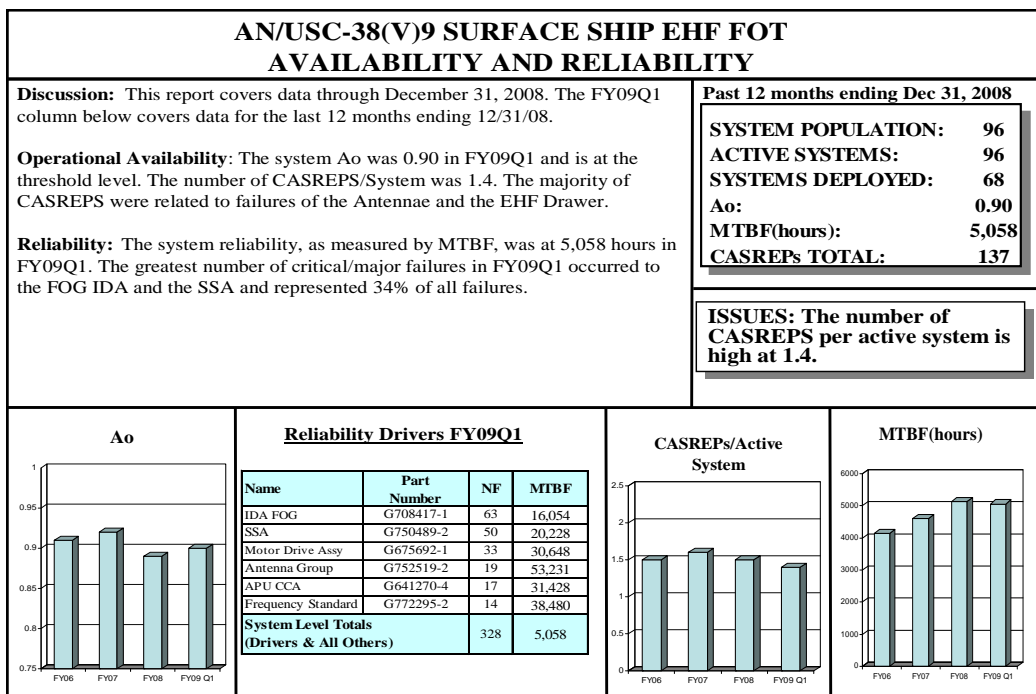 AN/USC-38(V)9 SURFACE SHIP EHF FOT
AVAILABILITY AND RELIABILITY
Discussion: This report covers data through December 31, 2008. The FY09Q1
column below covers data for the last 12 months ending 12/31/08.
Operational Availability: The system Ao was 0.90 in FY09Q1 and is at the
threshold level. The number of CASREPS/System was 1.4. The majority of
CASREPS were related to failures of the Antennae and the EHF Drawer.
Reliability: The system reliability, as measured by MTBF, was at 5,058 hours in
FY09Q1. The greatest number of critical/major failures in FY09Q1 occurred to
the FOG IDA and the SSA and represented 34% of all failures.
Past 12 months ending Dec 31, 2008
SYSTEM POPULATION: 96
ACTIVE SYSTEMS: 96
SYSTEMS DEPLOYED: 68
Ao: 0.90
MTBF(hours): 5,058
CASREPs TOTAL: 137
ISSUES: The number of
CASREPS per active system is
high at 1.4.
Ao
1
0.95
0.9
0.85
0.8
0.75
FY06 FY07 FY08 FY09 Q1
Reliability Drivers FY09Q1
Name Part Number NF MTBF
IDA FOG G708417-1 63 16,054
SSA G750489-2 50 20,228
Motor Drive Assy G675692-1 33 30,648
Antenna Group G752519-2 19 53,231
APU CCA G641270-4 17 31,428
Frequency Standard G772295-2 14 38,480
System Level Totals
(Drivers & All Others) 328 5,058
CASREPs/Active
System
2.5
2
1.5
1
0.5
0
FY06 FY07 FY08 FY09 Q1
MTBF(hours)
6000
5000
4000
3000
2000
1000
0
FY06 FY07 FY08 FY09 Q1